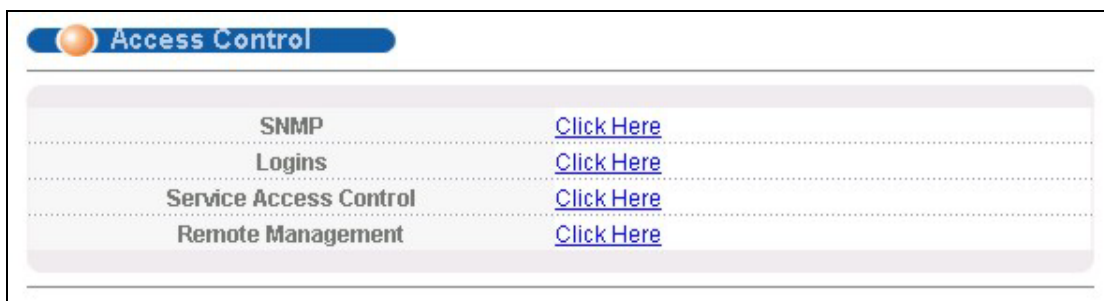 Access Control
SNMP Click Here
Logins Click Here
Service Access Control Click Here
Remote Management Click Here